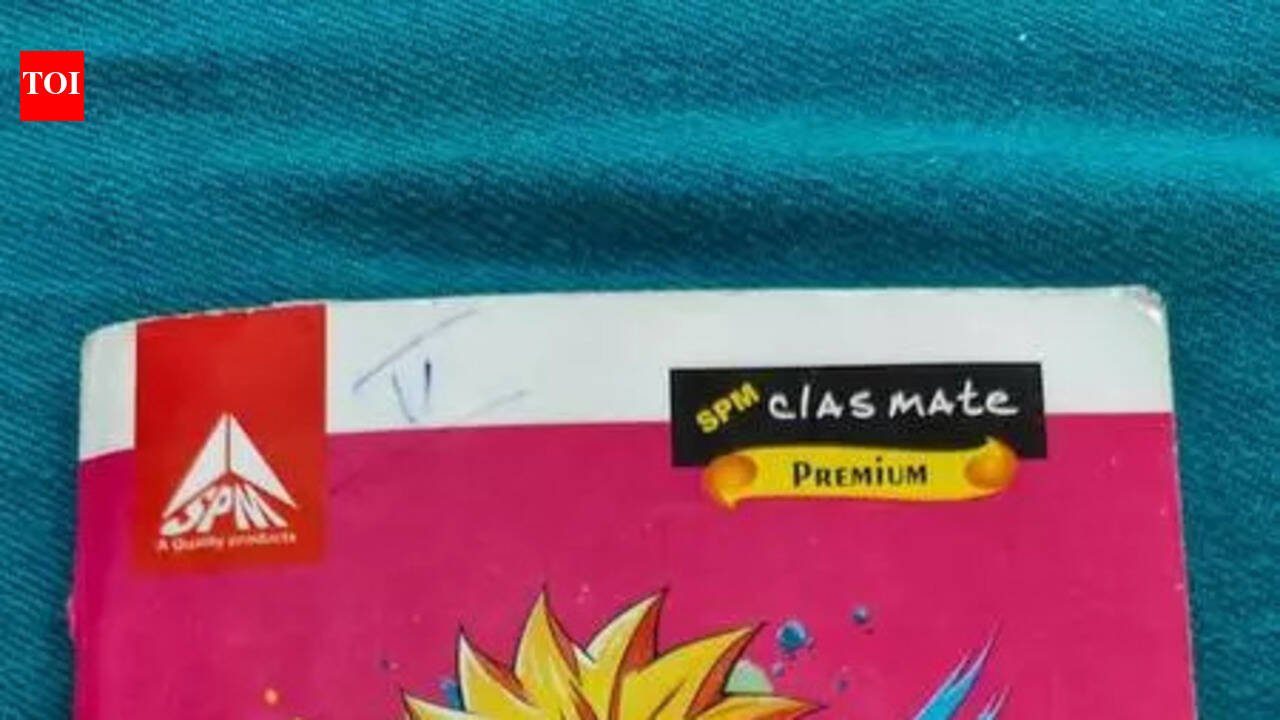 TOI
SPM clASmAte
PREMiUM
SPM
A Quality products